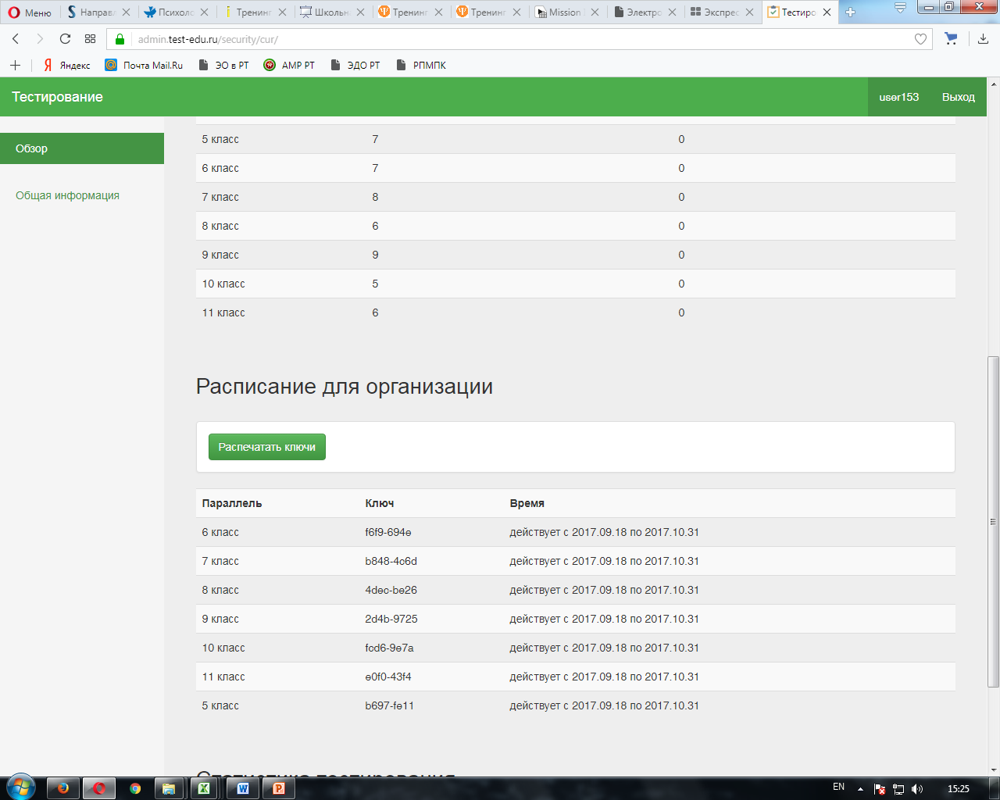 Меню
Направл
Психоло
Тренинг
Школьн
Тренинг
Тренинг
Mission
Электро
Экспрес
Тестиро
admin.test-edu.ru/security/cur/
Яндекс Почта Mail.Ru ЭО в РТ АМР РТ ЭДО РТ РПМПК
Тестирование user153 Выход
Обзор
Общая информация
5 класс 7 0
6 класс 7 0
7 класс 8 0
8 класс 6 0
9 класс 9 0
10 класс 5 0
11 класс 6 0
Расписание для организации
Распечатать ключи
Параллель Ключ Время
6 класс f6f9-694e действует с 2017.09.18 по 2017.10.31
7 класс b848-4c6d действует с 2017.09.18 по 2017.10.31
8 класс 4dec-be26 действует с 2017.09.18 по 2017.10.31
9 класс 2d4b-9725 действует с 2017.09.18 по 2017.10.31
10 класс fcd6-9e7a действует с 2017.09.18 по 2017.10.31
11 класс e0f0-43f4 действует с 2017.09.18 по 2017.10.31
5 класс b697-fe11 действует с 2017.09.18 по 2017.10.31
Статистика тестирования
EN 15:25